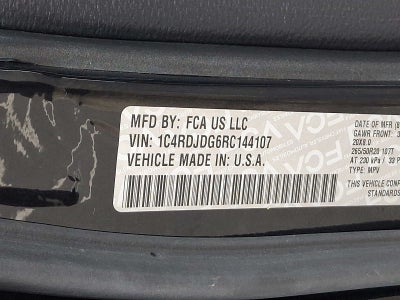 MFD BY: FCA US LLC
VIN: 1C4RDJDG6RC144107
VEHICLE MADE IN: U.S.A.
DATE OF MFR
GAWR FRONT:
20X8.0
265/50R20 107T
AT 230 kPa / 33 P
TYPE: MPV
THIS VEHICLE CONF
STANDARDS